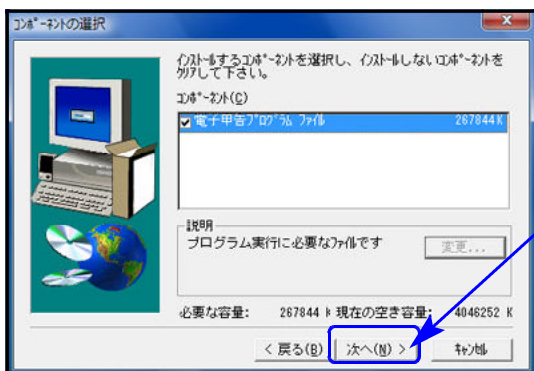 コンポーネントの選択
インストールするコンポーネントを選択し、インストールしないコンポーネントを
クリアして下さい。
コンポーネント(C)
電子申告プログラム ファイル 267844 K
説明
プログラム実行に必要なファイルです
変更...
必要な容量: 267844 K 現在の空き容量: 4046252 K
< 戻る(B) 次へ(N) > キャンセル